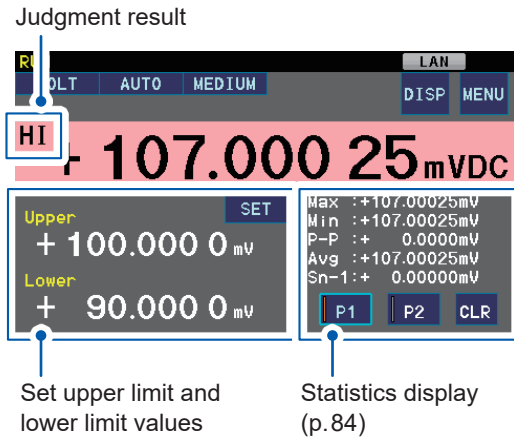 Judgment result
LAN
AUTO MEDIUM
DISP MENU
HI
+ 107.000 25 mVDC
Upper SET
+ 100.000 0 mV
Lower
+ 90.000 0 mV
Max :+107.00025mV
Min :+107.00025mV
P-P :+ 0.0000mV
Avg :+107.00025mV
Sn-1:+ 0.00000mV
P1 P2 CLR
Set upper limit and
lower limit values
Statistics display
(p. 84)